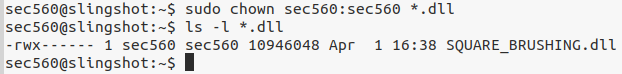 sec560@slingshot:~$ sudo chown sec560:sec560 *.dll
sec560@slingshot:~$ ls -l *.dll
-rwx------ 1 sec560 sec560 10946048 Apr  1 16:38 SQUARE_BRUSHING.dll
sec560@slingshot:~$